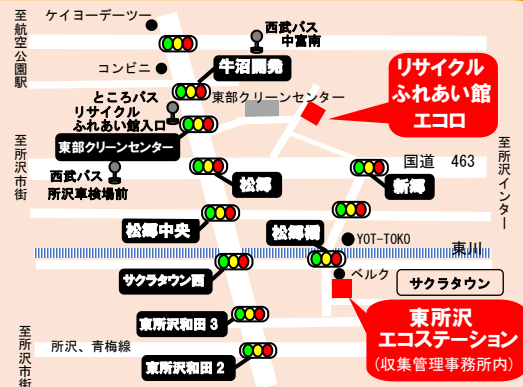 至航空公園駅
ケイヨーデーツー
西武バス
中富南
コンビニ
牛沼開発
リサイクル
ふれあい館
エコロ
ところバス
リサイクル
ふれあい館入口
東部クリーンセンター
東部クリーンセンター
至所沢市街
西武バス
所沢車検場前
松郷
国道 463
新郷
至所沢インター
松郷中央
松郷橋
YOT-TOKO
東川
サクラタウン西
ベルク
サクラタウン
東所沢和田 3
東所沢
エコステーション
(収集管理事務所内)
至所沢市街
所沢、青梅線
東所沢和田 2